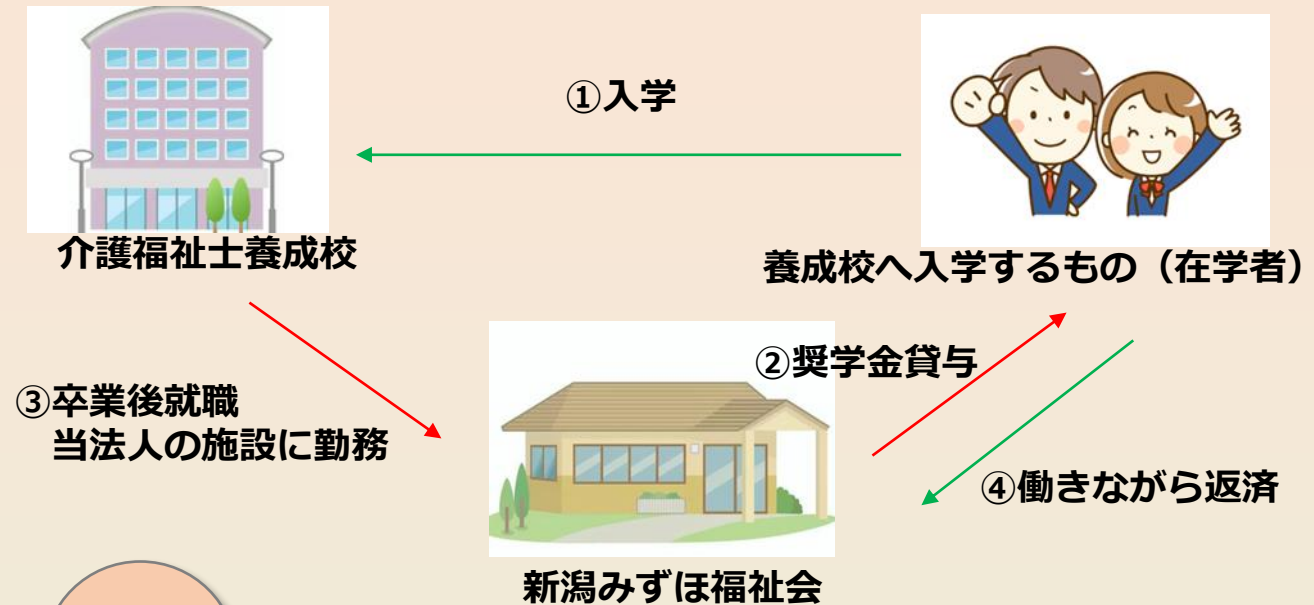 ①入学
介護福祉士養成校
養成校へ入学するもの（在学者）
②奨学金貸与
③卒業後就職
当法人の施設に勤務
④働きながら返済
新潟みずほ福祉会